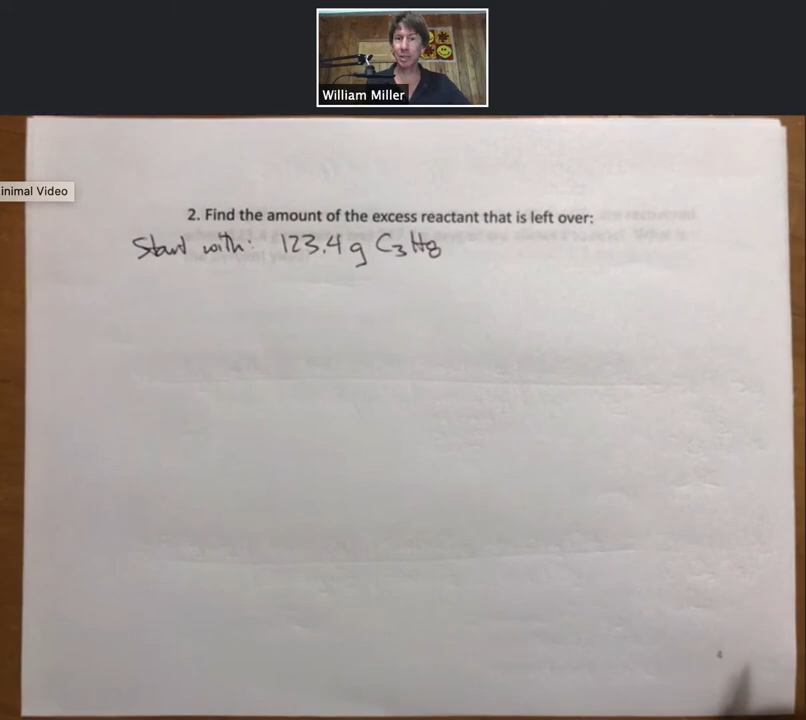 William Miller
inimal Video
2. Find the amount of the excess reactant that is left over:
Start with: 123.4 g C₃H₈
4